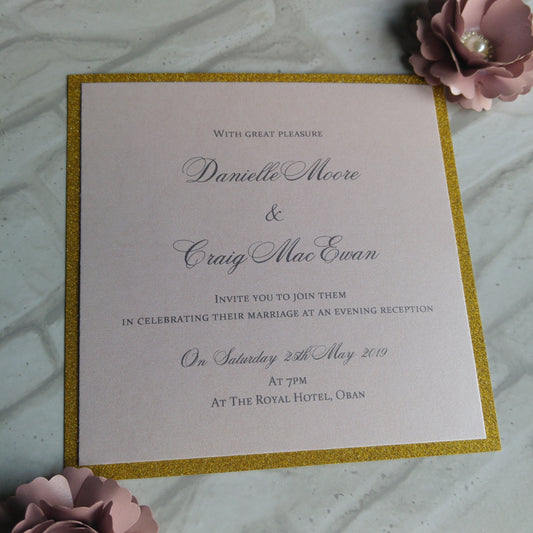 With great pleasure
Danielle Moore
&
Craig MacEwan
Invite you to join them
in celebrating their marriage at an evening reception
On Saturday 25th May 2019
At 7pm
At The Royal Hotel, Oban